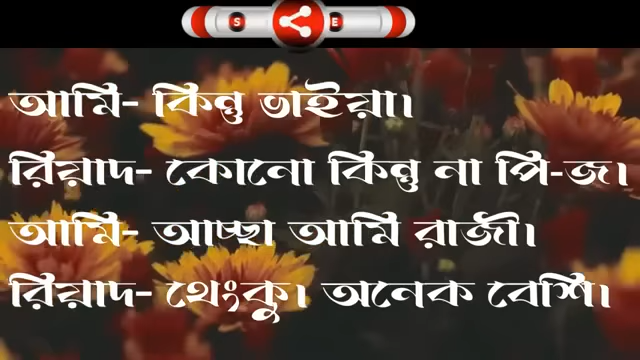 S E
আমি- কিন্তু ভাইয়া।
রিয়াদ- কোনো কিন্তু না পি-জ।
আমি- আচ্ছা আমি রাজী।
রিয়াদ- থেংকু। অনেক বেশি।